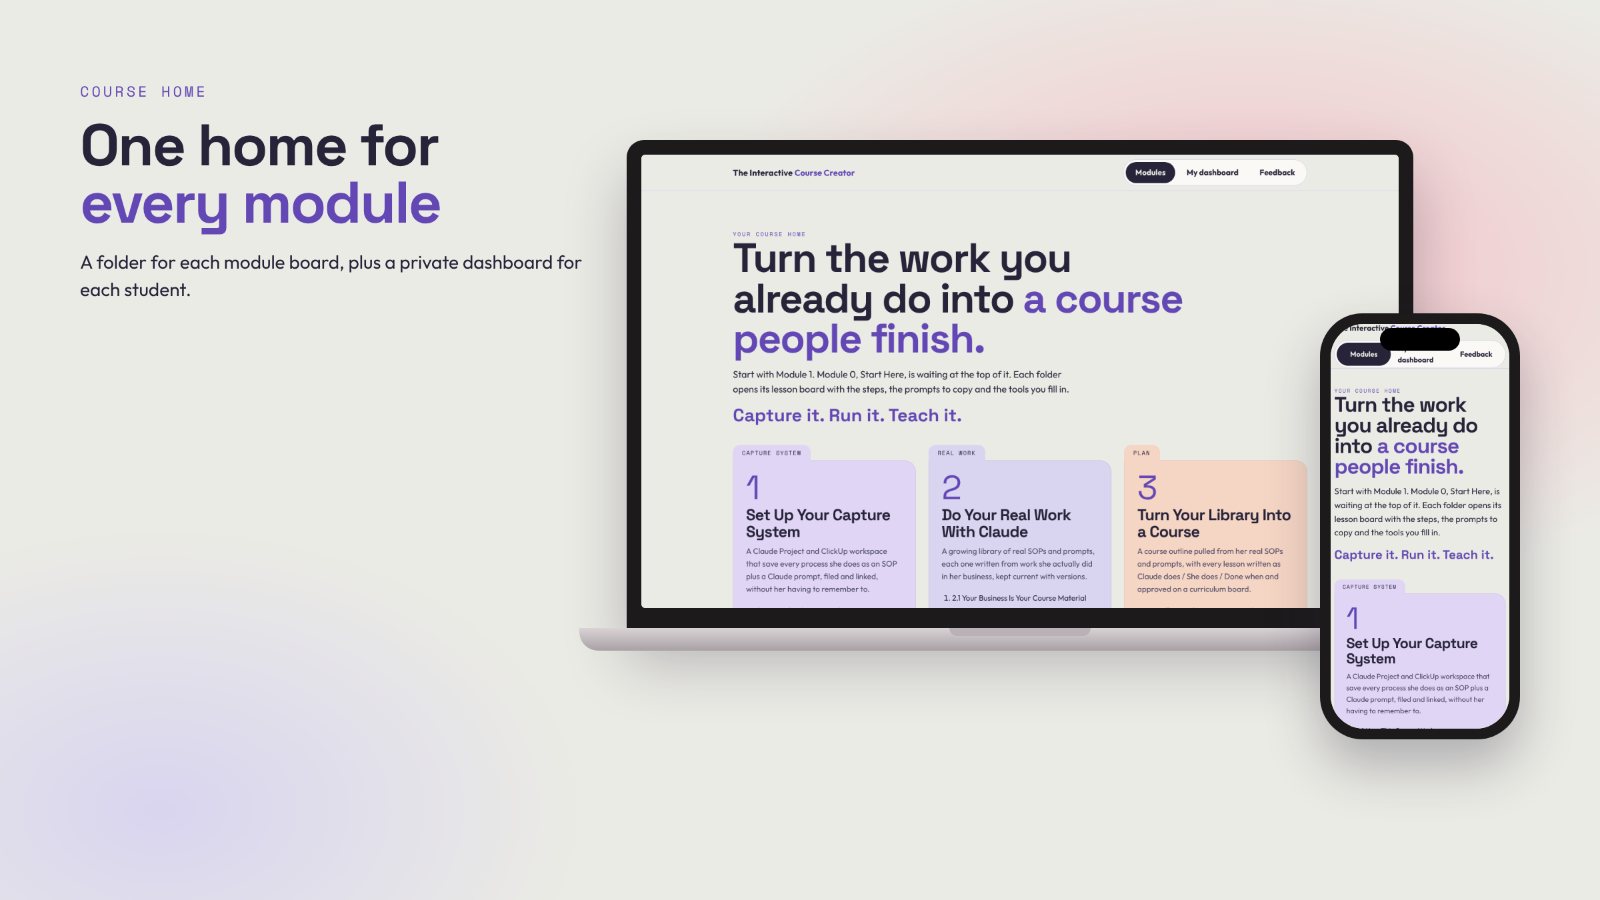 COURSE HOME
One home for
every module
A folder for each module board, plus a private dashboard for
each student.
The Interactive Course Creator
Modules
My dashboard
Feedback
YOUR COURSE HOME
Turn the work you
already do into a course
people finish.
Start with Module 1. Module 0, Start Here, is waiting at the top of it. Each folder
opens its lesson board with the steps, the prompts to copy and the tools you fill in.
Capture it. Run it. Teach it.
CAPTURE SYSTEM
1
Set Up Your Capture
System
A Claude Project and ClickUp workspace
that save every process she does as an SOP
plus a Claude prompt, filed and linked,
without her having to remember to.
REAL WORK
2
Do Your Real Work
With Claude
A growing library of real SOPs and prompts,
each one written from work she actually did
in her business, kept current with versions.
1. 2.1 Your Business Is Your Course Material
PLAN
3
Turn Your Library Into
a Course
A course outline pulled from her real SOPs
and prompts, with every lesson written as
Claude does / She does / Done when and
approved on a curriculum board.
Interactive Course Creator
Modules
dashboard
Feedback
YOUR COURSE HOME
Turn the work
you already do
into a course
people finish.
Start with Module 1. Module 0, Start Here, is
waiting at the top of it. Each folder opens its
lesson board with the steps, the prompts to
copy and the tools you fill in.
Capture it. Run it. Teach it.
CAPTURE SYSTEM
1
Set Up Your Capture
System
A Claude Project and ClickUp workspace that
save every process she does as an SOP plus a
Claude prompt, filed and linked, without her
having to remember to.